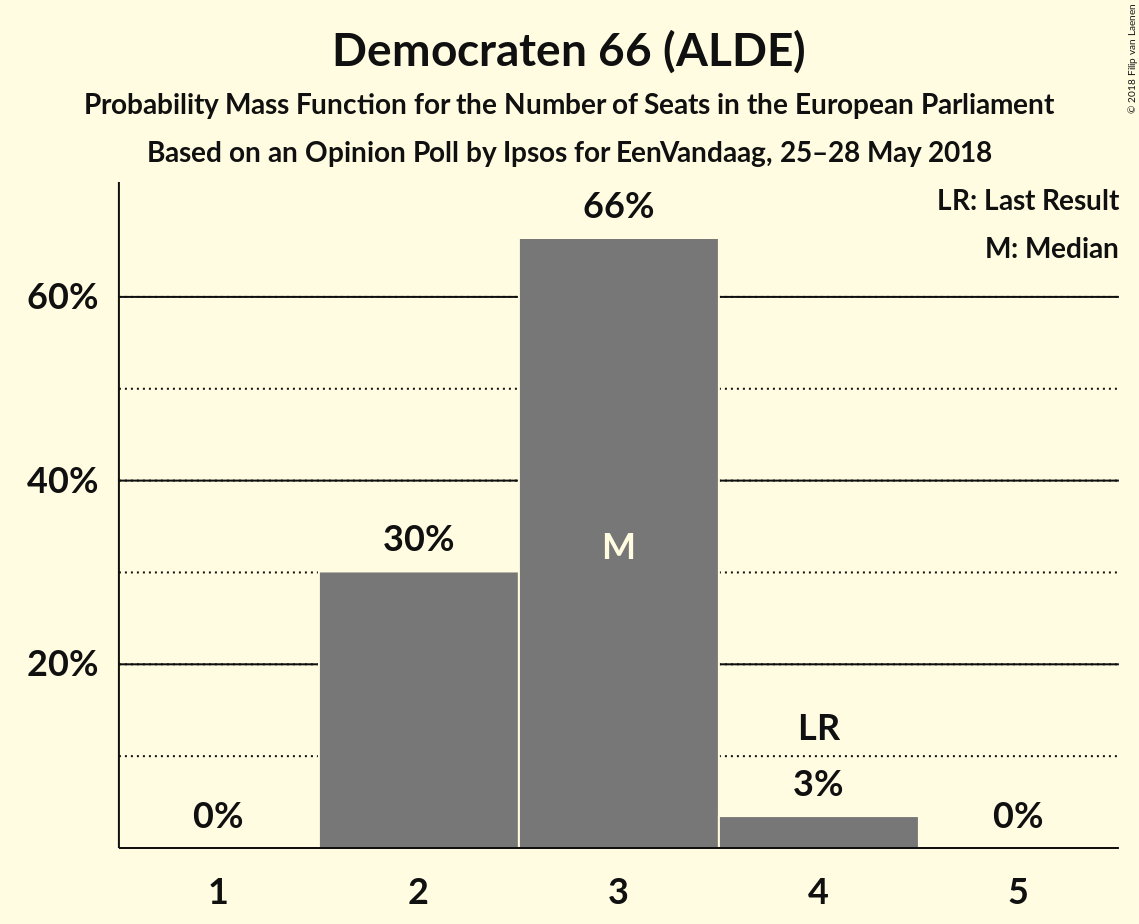 Democraten 66 (ALDE)
Probability Mass Function for the Number of Seats in the European Parliament
Based on an Opinion Poll by Ipsos for EenVandaag, 25–28 May 2018
© 2018 Filip van Laenen
LR: Last Result
M: Median
66%
60%
40%
30%
M
20%
LR
3%
0%
0%
1
2
3
4
5